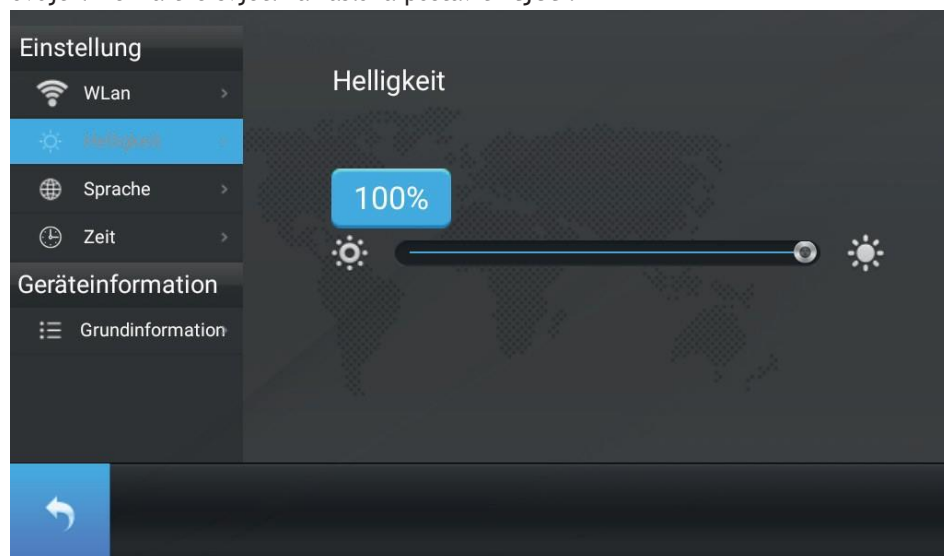 Einstellung
WLan
Helligkeit
Sprache
Zeit
Geräteinformation
Grundinformation
Helligkeit
100%